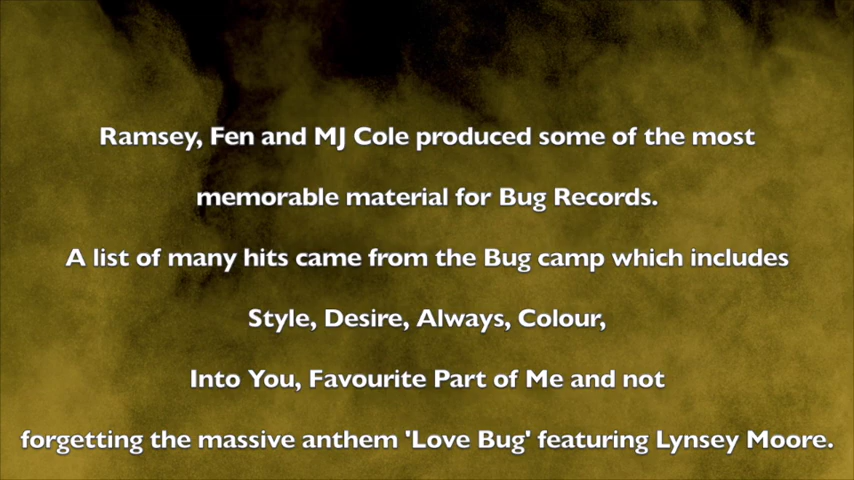 Ramsey, Fen and MJ Cole produced some of the most
memorable material for Bug Records.
A list of many hits came from the Bug camp which includes
Style, Desire, Always, Colour,
Into You, Favourite Part of Me and not
forgetting the massive anthem 'Love Bug' featuring Lynsey Moore.